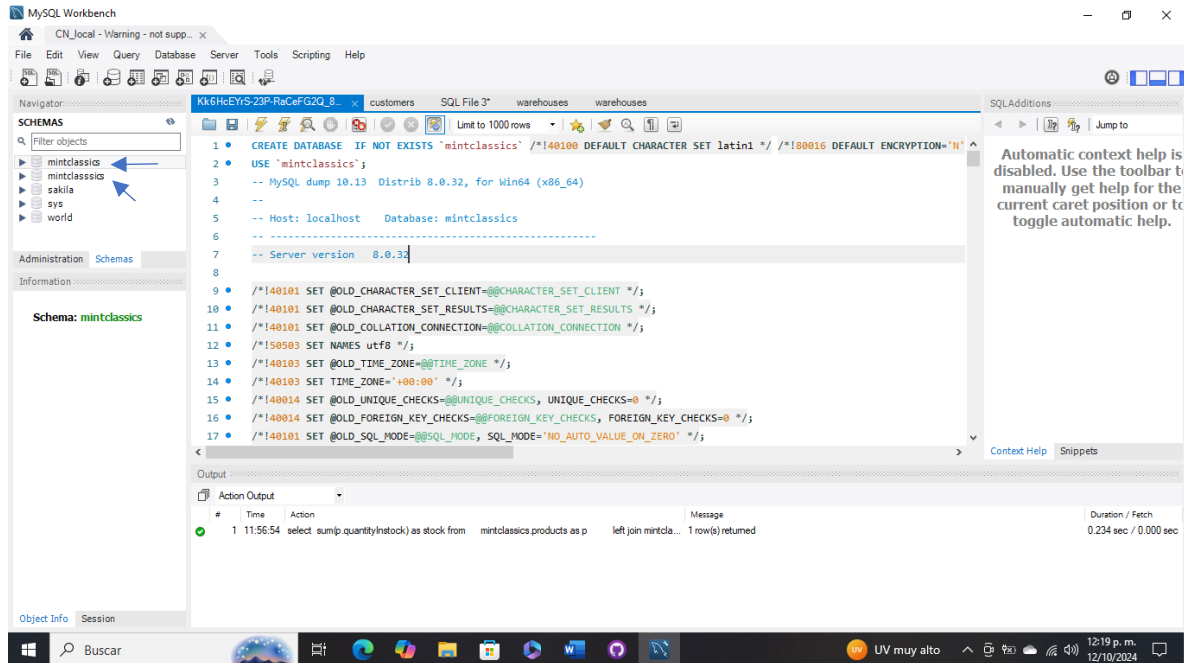 MySQL Workbench
CN_local - Warning - not supp... ×
File Edit View Query Database Server Tools Scripting Help
Navigator
SCHEMAS
Filter objects
mintclassics
mintclasssics
sakila
sys
world
Administration Schemas
Information
Schema: mintclassics
Object Info Session
Kk6HcEYrS-23P-RaCeFG2Q_8... × customers SQL File 3* warehouses warehouses
Limit to 1000 rows
1 CREATE DATABASE IF NOT EXISTS `mintclassics` /*!40100 DEFAULT CHARACTER SET latin1 */ /*!80016 DEFAULT ENCRYPTION='N'
2 USE `mintclassics`;
3 -- MySQL dump 10.13 Distrib 8.0.32, for Win64 (x86_64)
4 --
5 -- Host: localhost Database: mintclassics
6 -- ------------------------------------------------------
7 -- Server version 8.0.32
8
9 /*!40101 SET @OLD_CHARACTER_SET_CLIENT=@@CHARACTER_SET_CLIENT */;
10 /*!40101 SET @OLD_CHARACTER_SET_RESULTS=@@CHARACTER_SET_RESULTS */;
11 /*!40101 SET @OLD_COLLATION_CONNECTION=@@COLLATION_CONNECTION */;
12 /*!50503 SET NAMES utf8 */;
13 /*!40103 SET @OLD_TIME_ZONE=@@TIME_ZONE */;
14 /*!40103 SET TIME_ZONE='+00:00' */;
15 /*!40014 SET @OLD_UNIQUE_CHECKS=@@UNIQUE_CHECKS, UNIQUE_CHECKS=0 */;
16 /*!40014 SET @OLD_FOREIGN_KEY_CHECKS=@@FOREIGN_KEY_CHECKS, FOREIGN_KEY_CHECKS=0 */;
17 /*!40101 SET @OLD_SQL_MODE=@@SQL_MODE, SQL_MODE='NO_AUTO_VALUE_ON_ZERO' */;
SQLAdditions
Jump to
Automatic context help is
disabled. Use the toolbar t
manually get help for the
current caret position or to
toggle automatic help.
Context Help Snippets
Output
Action Output
# Time Action Message Duration / Fetch
1 11:56:54 select sum(p.quantityInstock) as stock from mintclassics.products as p left join mintcla... 1 row(s) returned 0.234 sec / 0.000 sec
Buscar
UV muy alto
12:19 p. m.
12/10/2024